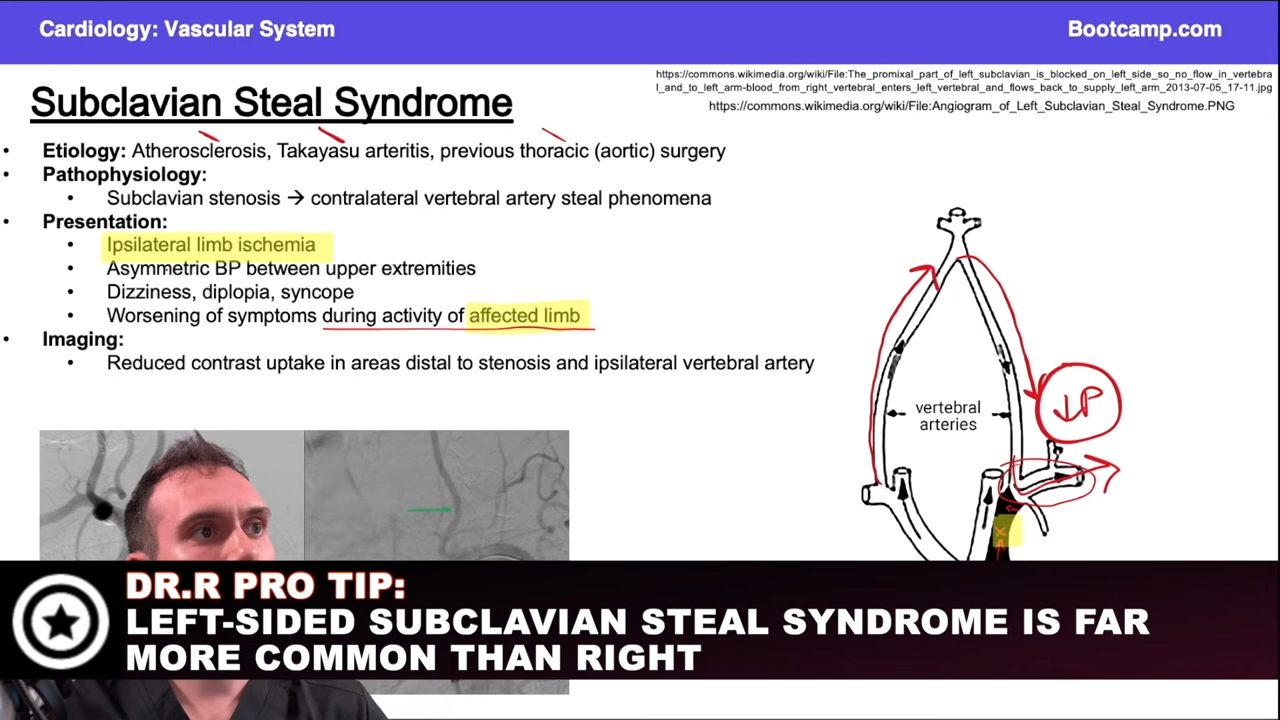 Cardiology: Vascular System
Bootcamp.com
https://commons.wikimedia.org/wiki/File:The_promixal_part_of_left_subclavian_is_blocked_on_left_side_so_no_flow_in_vertebra
l_and_to_left_arm-blood_from_right_vertebral_enters_left_vertebral_and_flows_back_to_supply_left_arm_2013-07-05_17-11.jpg
https://commons.wikimedia.org/wiki/File:Angiogram_of_Left_Subclavian_Steal_Syndrome.PNG
Subclavian Steal Syndrome
• Etiology: Atherosclerosis, Takayasu arteritis, previous thoracic (aortic) surgery
• Pathophysiology:
• Subclavian stenosis → contralateral vertebral artery steal phenomena
• Presentation:
• Ipsilateral limb ischemia
• Asymmetric BP between upper extremities
• Dizziness, diplopia, syncope
• Worsening of symptoms during activity of affected limb
• Imaging:
• Reduced contrast uptake in areas distal to stenosis and ipsilateral vertebral artery
vertebral
arteries
↓P
x
DR.R PRO TIP:
LEFT-SIDED SUBCLAVIAN STEAL SYNDROME IS FAR
MORE COMMON THAN RIGHT